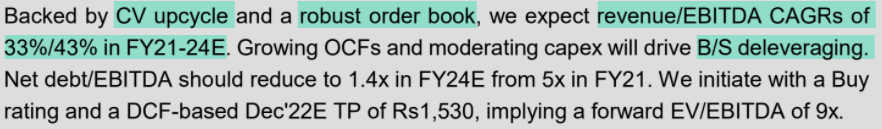 Backed by CV upcycle and a robust order book, we expect revenue/EBITDA CAGRs of
33%/43% in FY21-24E. Growing OCFs and moderating capex will drive B/S deleveraging.
Net debt/EBITDA should reduce to 1.4x in FY24E from 5x in FY21. We initiate with a Buy
rating and a DCF-based Dec'22E TP of Rs1,530, implying a forward EV/EBITDA of 9x.